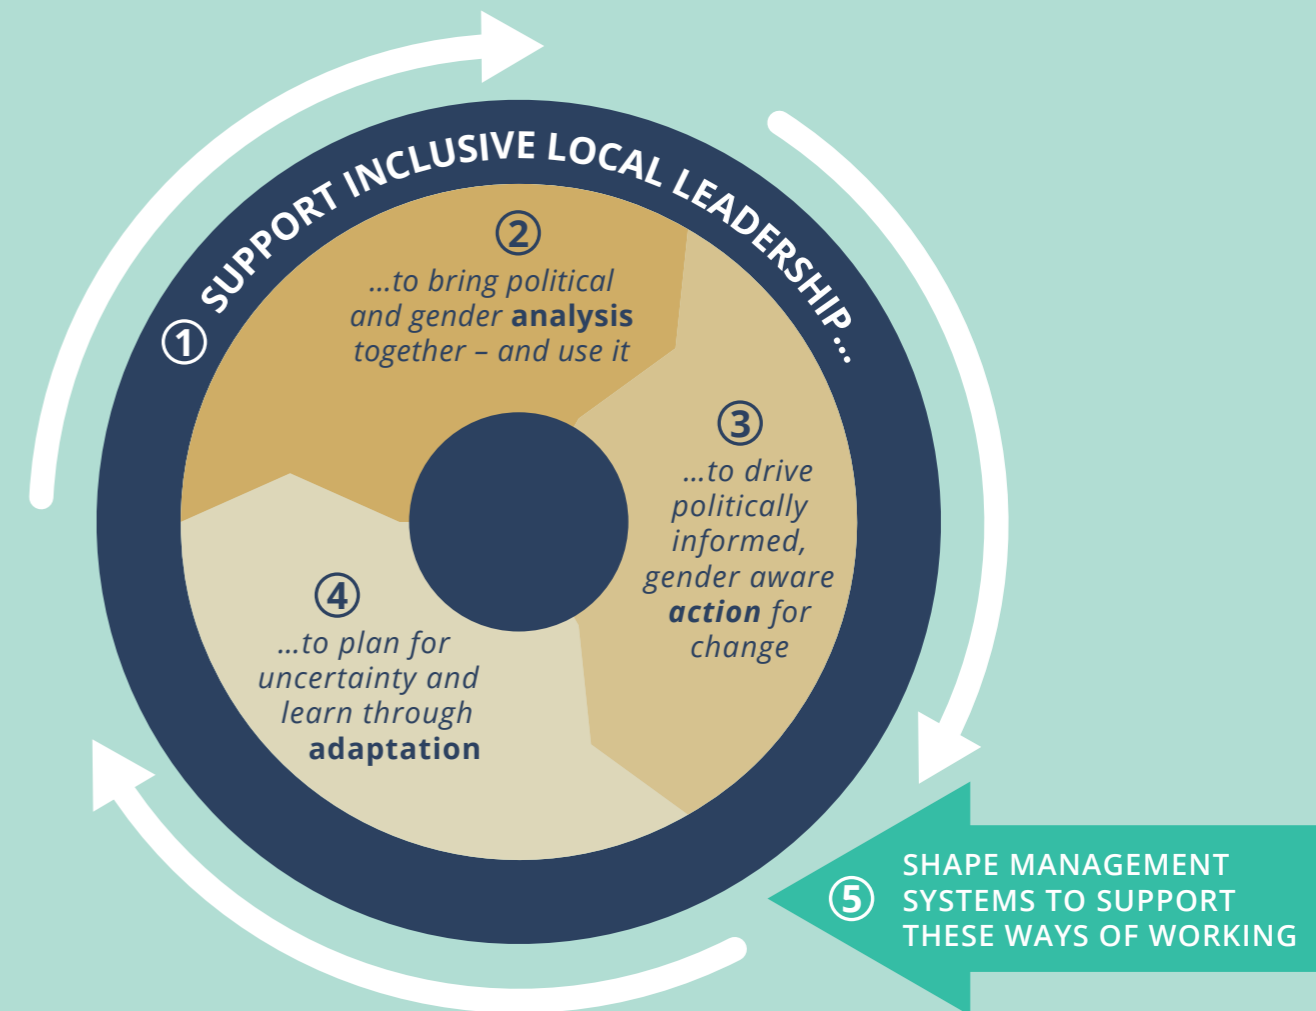 ① SUPPORT INCLUSIVE LOCAL LEADERSHIP...
②
...to bring political
and gender analysis
together – and use it
③
...to drive
politically
informed,
gender aware
action for
change
④
...to plan for
uncertainty and
learn through
adaptation
⑤
SHAPE MANAGEMENT
SYSTEMS TO SUPPORT
THESE WAYS OF WORKING